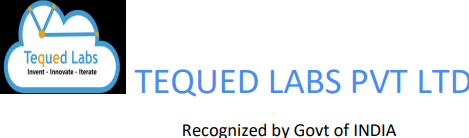 Tequed Labs
Invent - Innovate - Iterate
TEQUED LABS PVT LTD
Recognized by Govt of INDIA